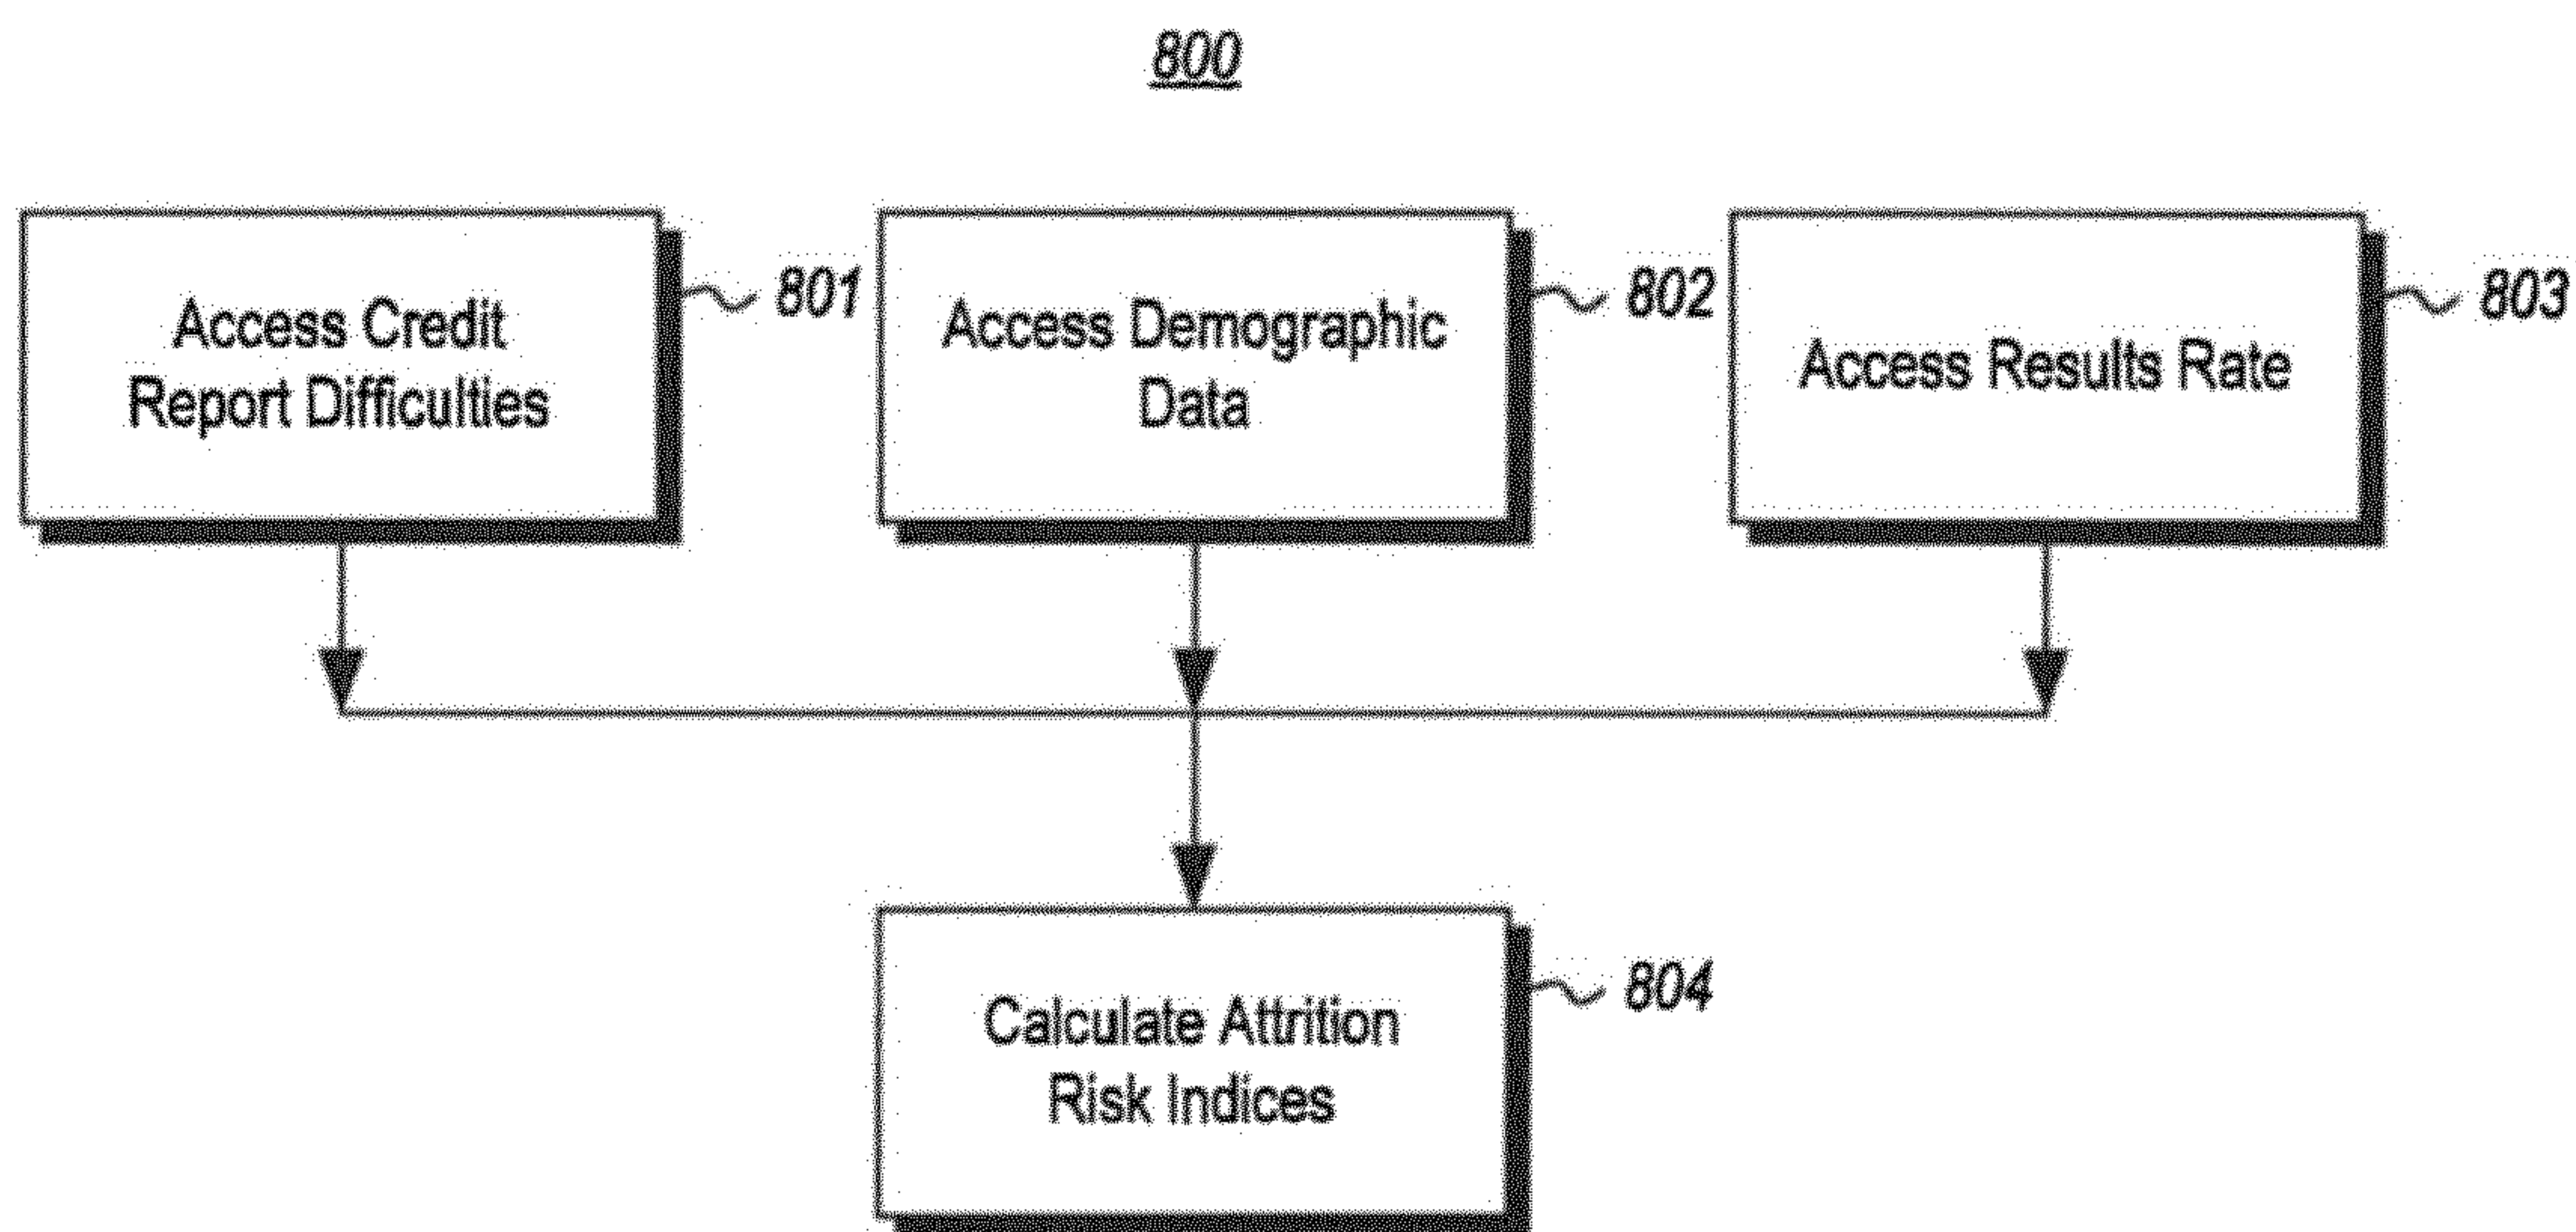 800
Access Credit
Report Difficulties
801
Access Demographic
Data
802
Access Results Rate
803
Calculate Attrition
Risk Indices
804